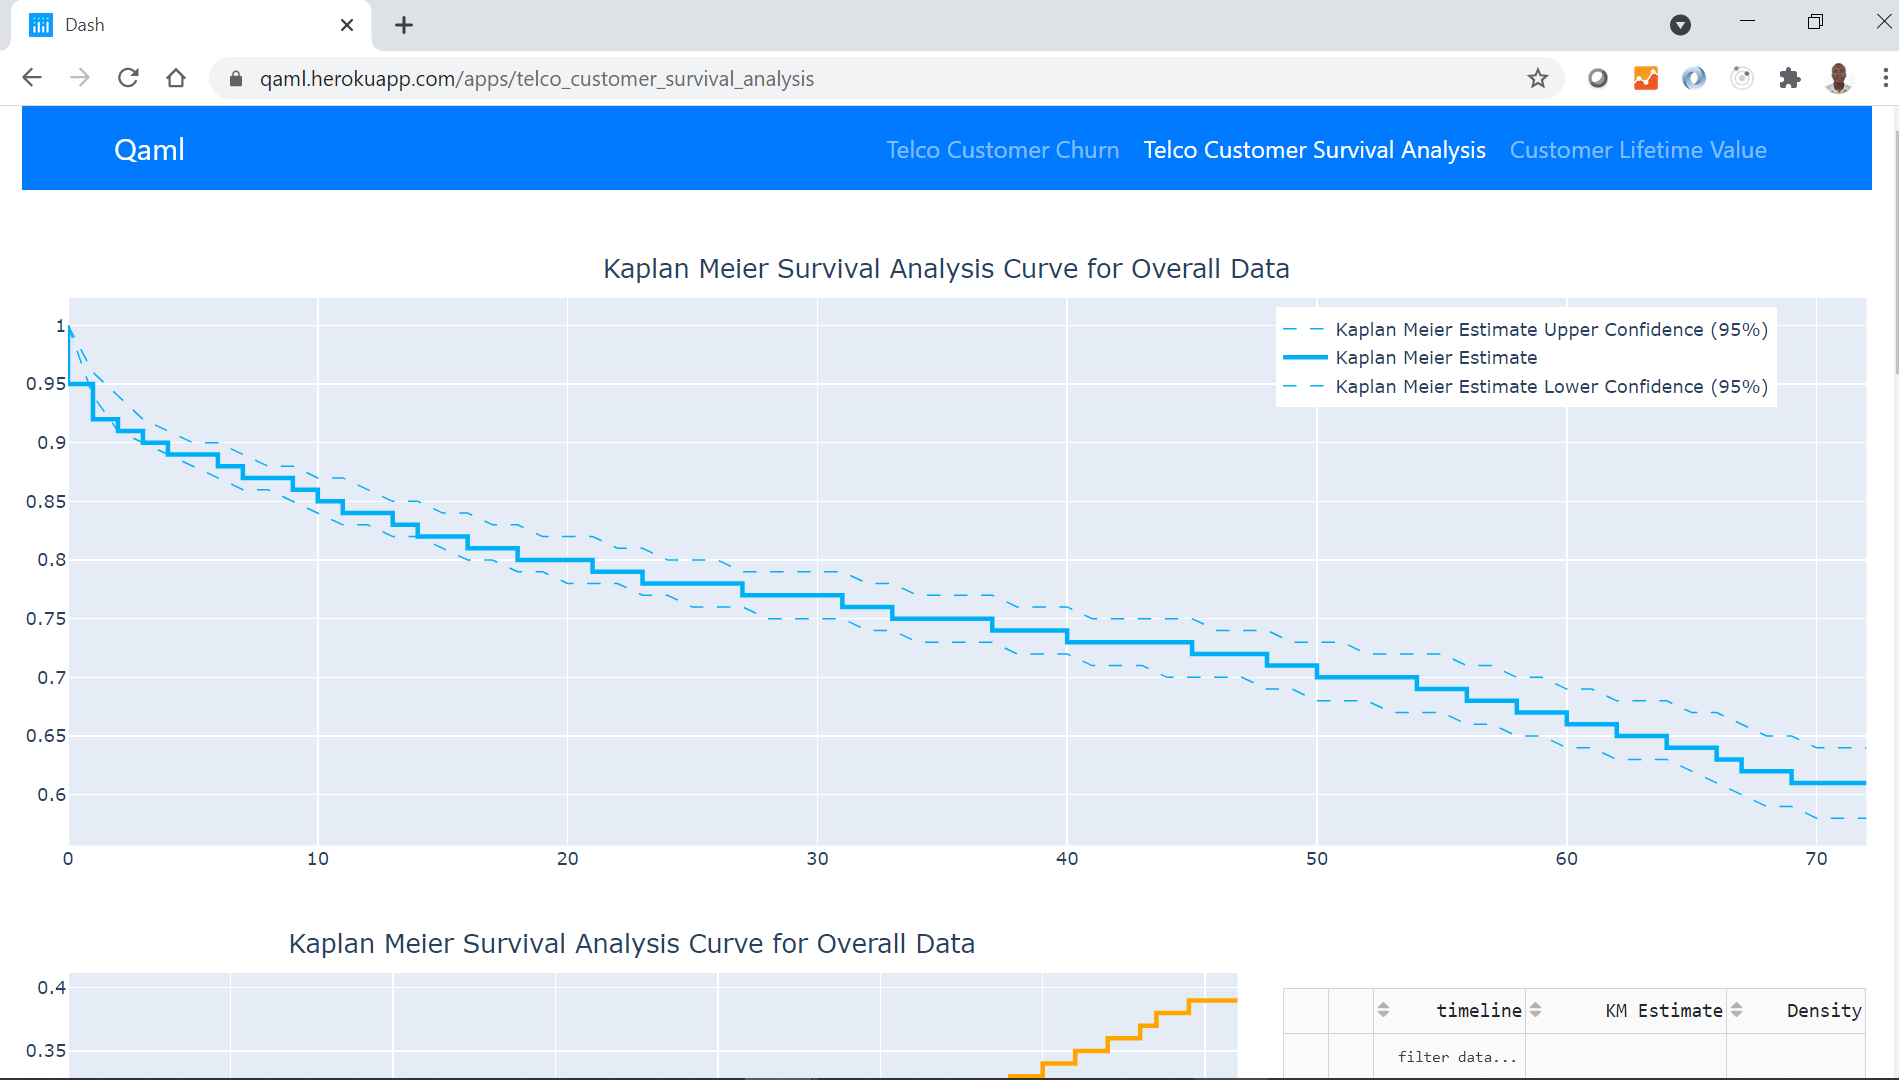 Dash
qaml.herokuapp.com/apps/telco_customer_survival_analysis
Qaml
Telco Customer Churn
Telco Customer Survival Analysis
Customer Lifetime Value
Kaplan Meier Survival Analysis Curve for Overall Data
Kaplan Meier Estimate Upper Confidence (95%)
Kaplan Meier Estimate
Kaplan Meier Estimate Lower Confidence (95%)
1
0.95
0.9
0.85
0.8
0.75
0.7
0.65
0.6
0 10 20 30 40 50 60 70
Kaplan Meier Survival Analysis Curve for Overall Data
0.4
0.35
timeline KM Estimate Density
filter data...